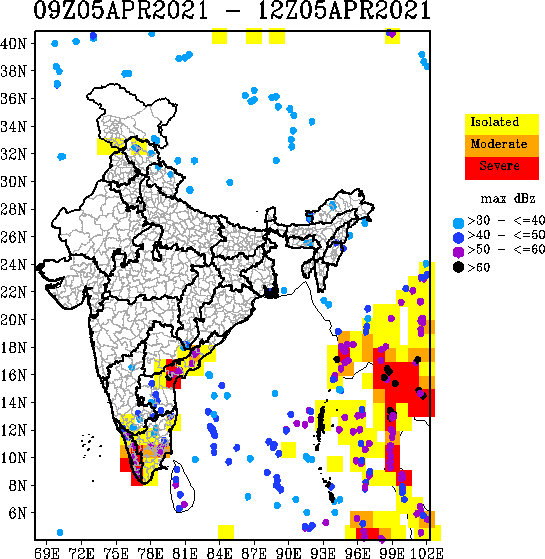 09Z05APR2021 - 12Z05APR2021
40N
38N
36N
34N
32N
30N
28N
26N
24N
22N
20N
18N
16N
14N
12N
10N
8N
6N
69E 72E 75E 78E 81E 84E 87E 90E 93E 96E 99E 102E
Isolated
Moderate
Severe
max dBz
>30 - <=40
>40 - <=50
>50 - <=60
>60